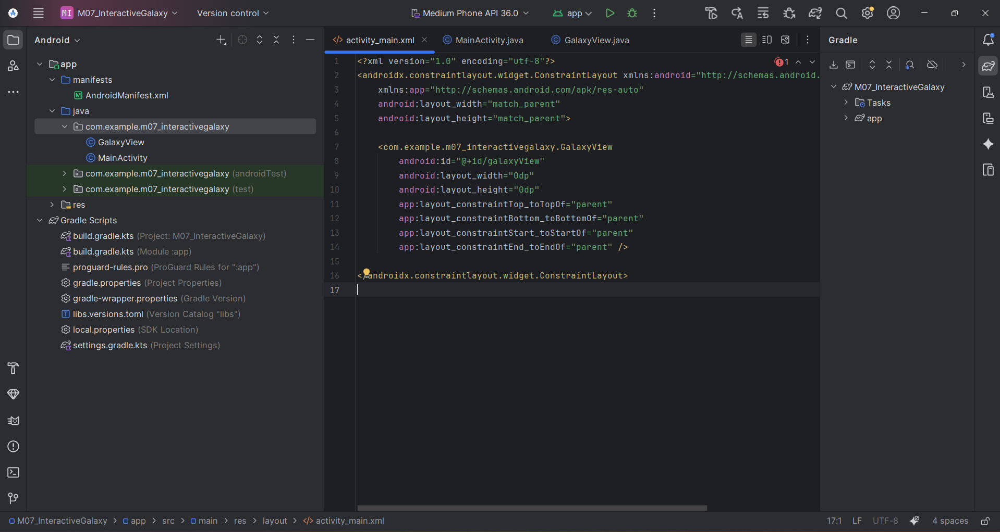 MI M07_InteractiveGalaxy Version control Medium Phone API 36.0 app
Android
app
manifests
AndroidManifest.xml
java
com.example.m07_interactivegalaxy
GalaxyView
MainActivity
com.example.m07_interactivegalaxy (androidTest)
com.example.m07_interactivegalaxy (test)
res
Gradle Scripts
build.gradle.kts (Project: M07_InteractiveGalaxy)
build.gradle.kts (Module :app)
proguard-rules.pro (ProGuard Rules for ":app")
gradle.properties (Project Properties)
gradle-wrapper.properties (Gradle Version)
libs.versions.toml (Version Catalog "libs")
local.properties (SDK Location)
settings.gradle.kts (Project Settings)
activity_main.xml MainActivity.java GalaxyView.java
1 <?xml version="1.0" encoding="utf-8"?>
1
2 <androidx.constraintlayout.widget.ConstraintLayout xmlns:android="http://schemas.android.
3 xmlns:app="http://schemas.android.com/apk/res-auto"
4 android:layout_width="match_parent"
5 android:layout_height="match_parent">
6
7 <com.example.m07_interactivegalaxy.GalaxyView
8 android:id="@+id/galaxyView"
9 android:layout_width="0dp"
10 android:layout_height="0dp"
11 app:layout_constraintTop_toTopOf="parent"
12 app:layout_constraintBottom_toBottomOf="parent"
13 app:layout_constraintStart_toStartOf="parent"
14 app:layout_constraintEnd_toEndOf="parent" />
15
16 </androidx.constraintlayout.widget.ConstraintLayout>
17
Gradle
M07_InteractiveGalaxy
Tasks
app
M07_InteractiveGalaxy > app > src > main > res > layout > activity_main.xml
17:1 LF UTF-8 4 spaces